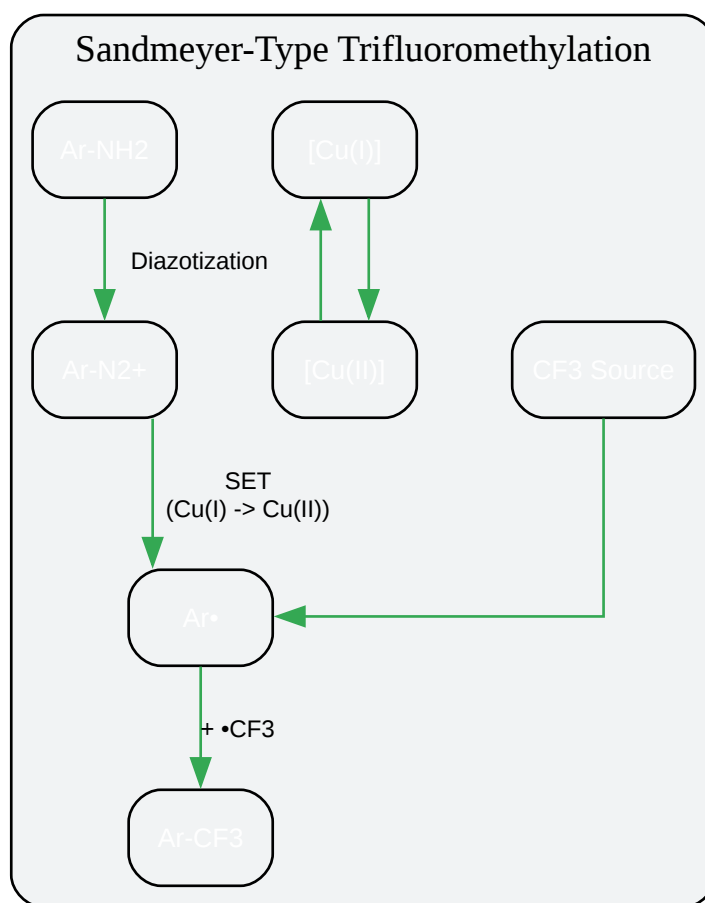 Sandmeyer-Type Trifluoromethylation
Ar-NH2
[Cu(I)]
Diazotization
Ar-N2+
[Cu(II)]
CF3 Source
SET
(Cu(I) -> Cu(II))
Ar•
+ •CF3
Ar-CF3